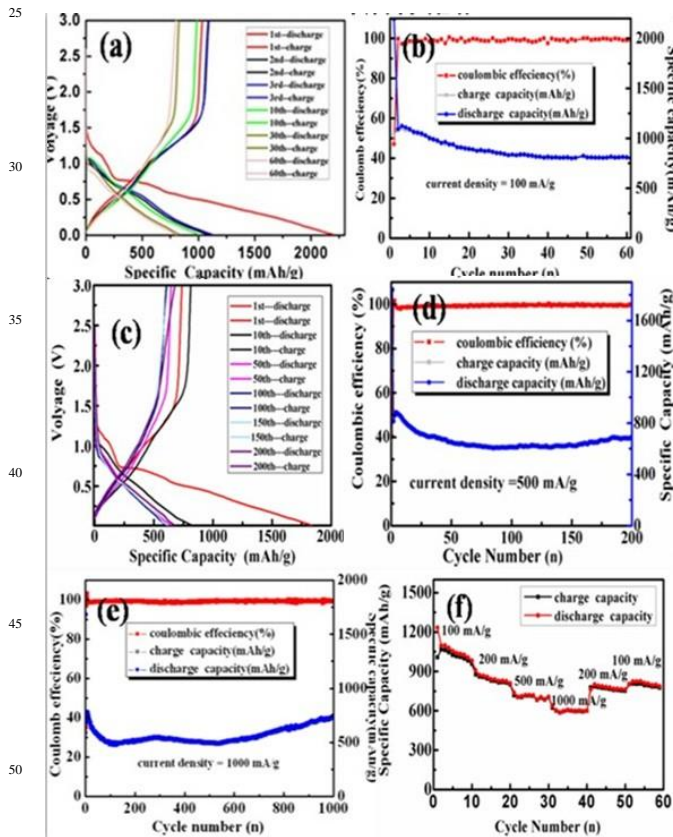 25
30
35
40
45
50
(a)
3.0
2.5
2.0
1.5
1.0
0.5
0.0
Volyage (V)
0 500 1000 1500 2000
Specific Capacity (mAh/g)
1st---discharge
1st---charge
2nd---discharge
2nd---charge
3rd---discharge
3rd---charge
10th---discharge
10th---charge
30th---discharge
30th---charge
60th---discharge
60th---charge
(b)
100
80
60
40
20
0
Coulomb effeciency(%)
2000
1500
1000
500
0
Specific capacity(mAh/g)
coulombic effeciency(%)
charge capacity(mAh/g)
discharge capacity(mAh/g)
current density = 100 mA/g
0 10 20 30 40 50 60
Cycle number (n)
(c)
3.0
2.5
2.0
1.5
1.0
0.5
Volyage (V)
0 500 1000 1500 2000
Specific Capacity (mAh/g)
1st---discharge
1st---discharge
10th---discharge
10th---charge
50th---discharge
50th---charge
100th---discharge
100th---charge
150th---discharge
150th---charge
200th---discharge
200th---charge
(d)
100
80
60
40
20
0
Coulombic efficiency (%)
1600
1200
800
400
0
Specific Capacity (mAh/g)
coulombic efficiency (%)
charge capacity (mAh/g)
discharge capacity (mAh/g)
current density =500 mA/g
0 50 100 150 200
Cycle Number (n)
(e)
100
80
60
40
20
0
Coulomb effeciency(%)
2000
1500
1000
500
0
Specific capacity(mAh/g)
coulombic effeciency(%)
charge capacity(mAh/g)
discharge capacity(mAh/g)
current density = 1000 mA/g
0 200 400 600 800 1000
Cycle number (n)
(f)
1500
1200
900
600
300
0
Specific Capacity (mAh/g)
charge capacity
discharge capacity
100 mA/g
200 mA/g
500 mA/g
1000 mA/g
200 mA/g
100 mA/g
0 10 20 30 40 50 60
Cycle Number (n)